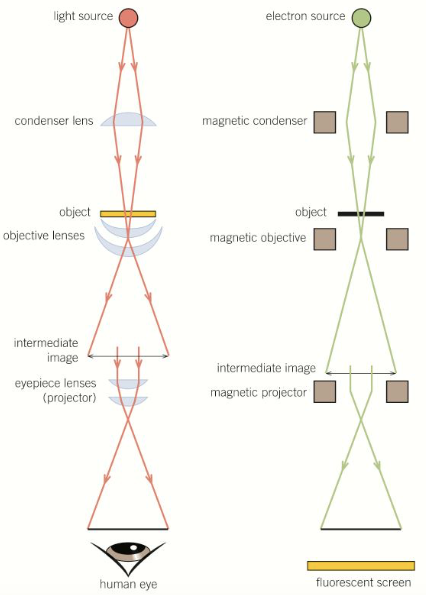 light source
condenser lens
object
objective lenses
intermediate
image
eyepiece lenses
(projector)
human eye
electron source
magnetic condenser
object
magnetic objective
intermediate image
magnetic projector
fluorescent screen